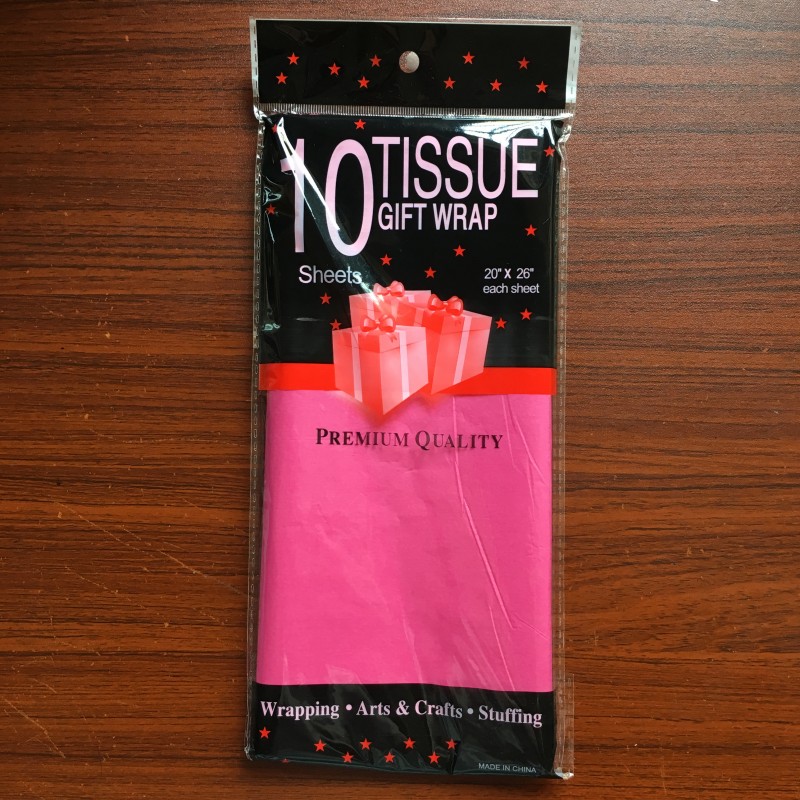 10 TISSUE
GIFT WRAP
Sheets
20" X 26"
each sheet
PREMIUM QUALITY
Wrapping • Arts & Crafts • Stuffing
MADE IN CHINA